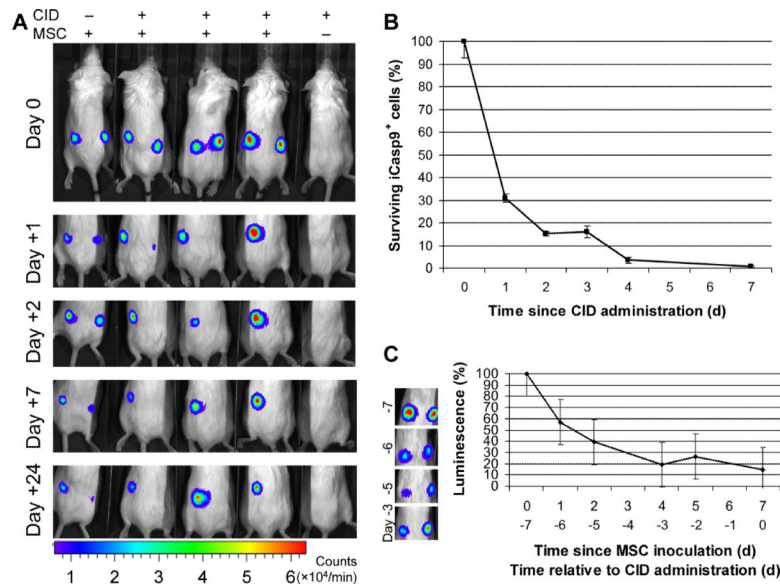 A
CID – + + + +
MSC + + + + –
Day 0
Day +1
Day +2
Day +7
Day +24
Counts
1 2 3 4 5 6 (×10⁴/min)
B
Surviving iCasp9⁺ cells (%)
100
90
80
70
60
50
40
30
20
10
0
0 1 2 3 4 5 6 7
Time since CID administration (d)
C
-7
-6
-5
Day -3
Luminescence (%)
100
90
80
70
60
50
40
30
20
10
0
0 1 2 3 4 5 6 7
-7 -6 -5 -4 -3 -2 -1 0
Time since MSC inoculation (d)
Time relative to CID administration (d)